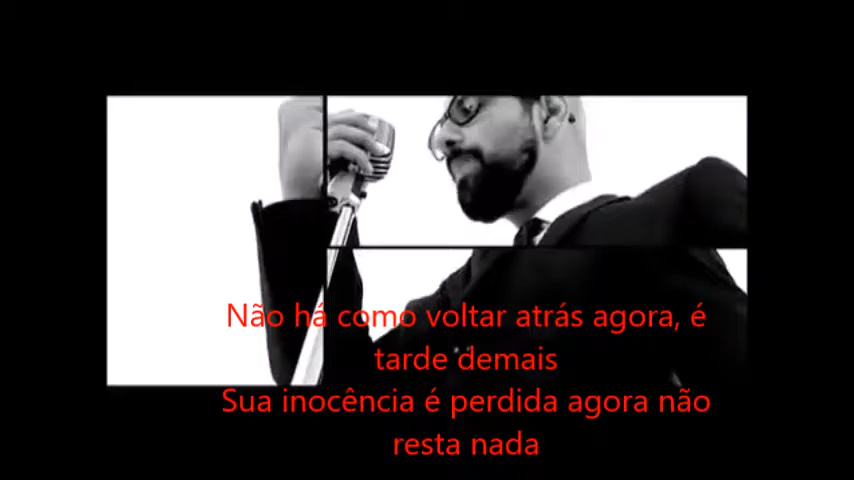 Não há como voltar atrás agora, é
tarde demais
Sua inocência é perdida agora não
resta nada